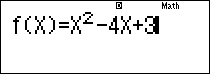 D Math
f(X)=X²-4X+3